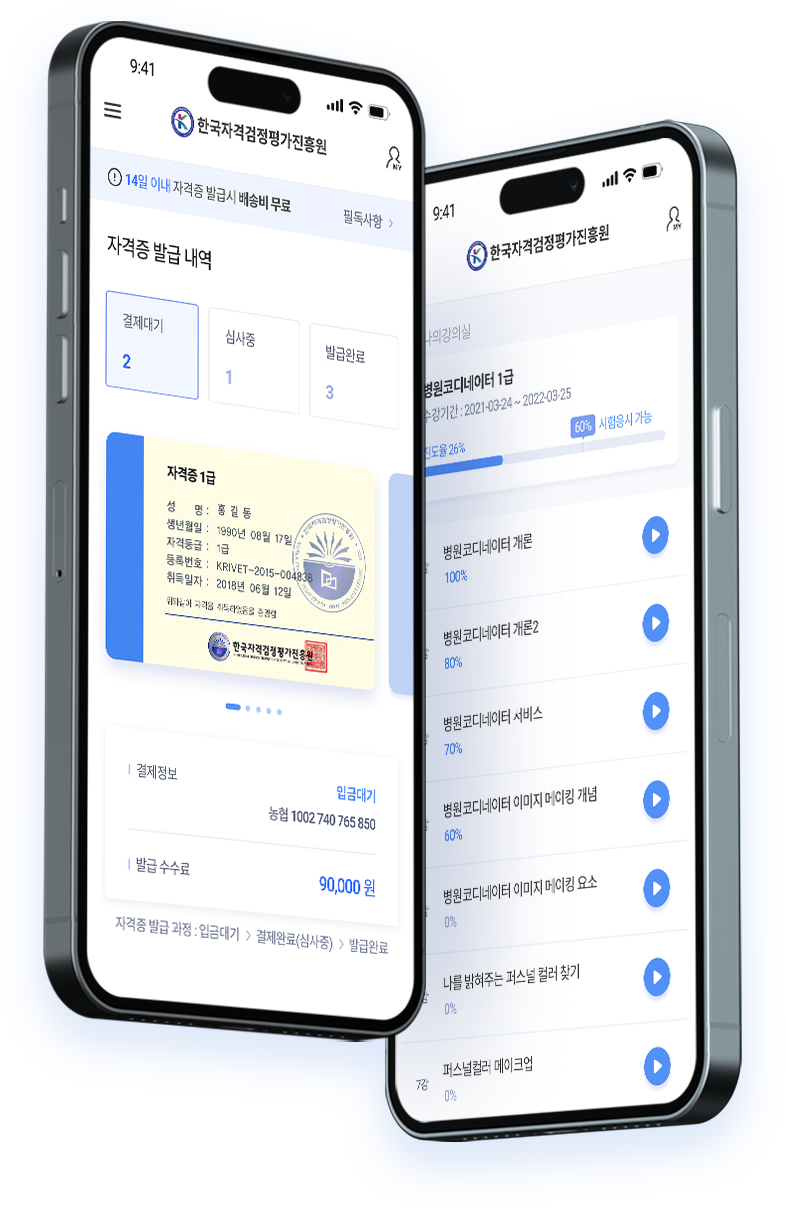 9:41
한국자격검정평가진흥원
MY
14일 이내 자격증 발급시 배송비 무료
필독사항 >
자격증 발급 내역
결제대기
2
심사중
1
발급완료
3
자격증 1급
성 명 : 홍 길 동
생년월일 : 1990년 08월 17일
자격등급 : 1급
등록번호 : KRIVET-2015-004838
취득일자 : 2018년 06월 12일
위와같이 자격을 취득하였음을 증명함
한국자격검정평가진흥원
결제정보
입금대기
농협 1002 740 765 850
발급 수수료
90,000 원
자격증 발급 과정 : 입금대기 > 결제완료(심사중) > 발급완료
9:41
한국자격검정평가진흥원
MY
나의강의실
병원코디네이터 1급
수강기간 : 2021-03-24 ~ 2022-03-25
60% 시험응시 가능
진도율 26%
병원코디네이터 개론
100%
병원코디네이터 개론2
80%
병원코디네이터 서비스
70%
병원코디네이터 이미지 메이킹 개념
60%
병원코디네이터 이미지 메이킹 요소
0%
나를 밝혀주는 퍼스널 컬러 찾기
0%
7강 퍼스널컬러 메이크업
0%